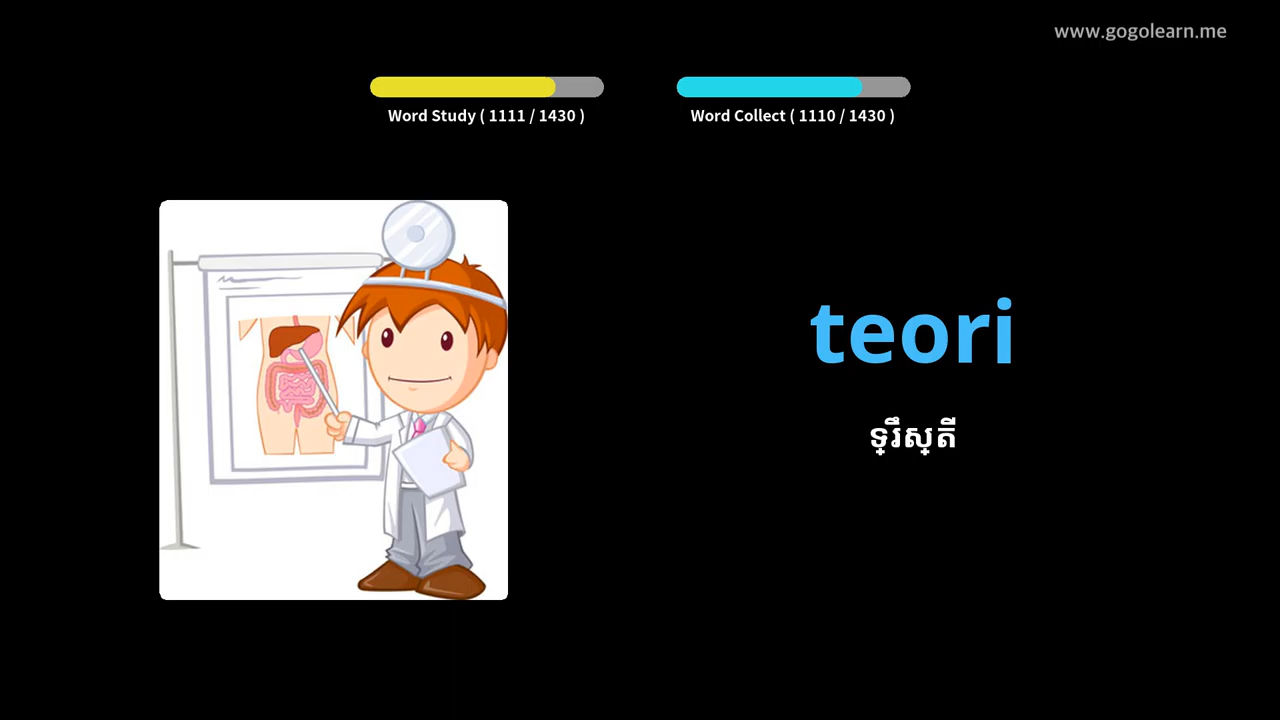 www.gogolearn.me
Word Study ( 1111 / 1430 )
Word Collect ( 1110 / 1430 )
teori
ទ្រឹស្តី